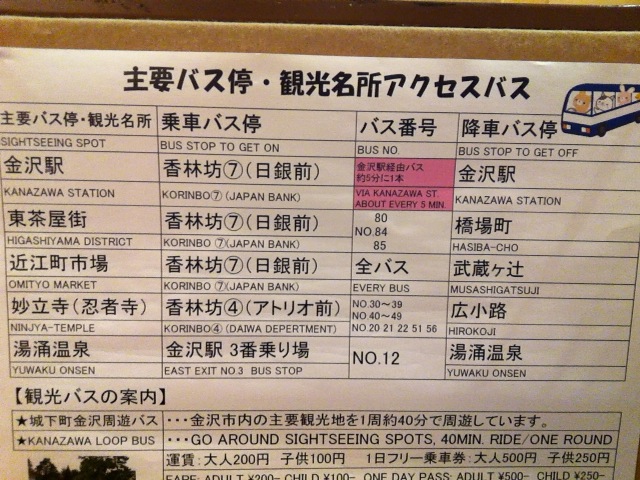 主要バス停・観光名所アクセスバス
主要バス停・観光名所 乗車バス停 バス番号 降車バス停
SIGHTSEEING SPOT BUS STOP TO GET ON BUS NO. BUS STOP TO GET OFF
金沢駅 香林坊⑦(日銀前) 金沢駅経由バス 約5分に1本 金沢駅
KANAZAWA STATION KORINBO⑦(JAPAN BANK) VIA KANAZAWA ST. ABOUT EVERY 5 MIN. KANAZAWA STATION
東茶屋街 香林坊⑦(日銀前) 80 NO.84 85 橋場町
HIGASHIYAMA DISTRICT KORINBO ⑦(JAPAN BANK) HASIBA-CHO
近江町市場 香林坊⑦(日銀前) 全バス 武蔵ヶ辻
OMITYO MARKET KORINBO ⑦(JAPAN BANK) EVERY BUS MUSASHIGATSUJI
妙立寺(忍者寺) 香林坊④(アトリオ前) NO.30～39 NO.40～49 広小路
NINJYA-TEMPLE KORINBO④(DAIWA DEPERTMENT) NO.20 21 22 51 56 HIROKOJI
湯涌温泉 金沢駅 3番乗り場 NO.12 湯涌温泉
YUWAKU ONSEN EAST EXIT NO.3 BUS STOP YUWAKU ONSEN
【観光バスの案内】
★城下町金沢周遊バス ・・・金沢市内の主要観光地を1周約40分で周遊しています。
★KANAZAWA LOOP BUS ・・・GO AROUND SIGHTSEEING SPOTS, 40MIN. RIDE/ONE ROUND
運賃：大人200円 子供100円 1日フリー乗車券：大人500円 子供250円
FARE: ADULT ¥200- CHILD ¥100- ONE DAY PASS: ADULT ¥500- CHILD ¥250-